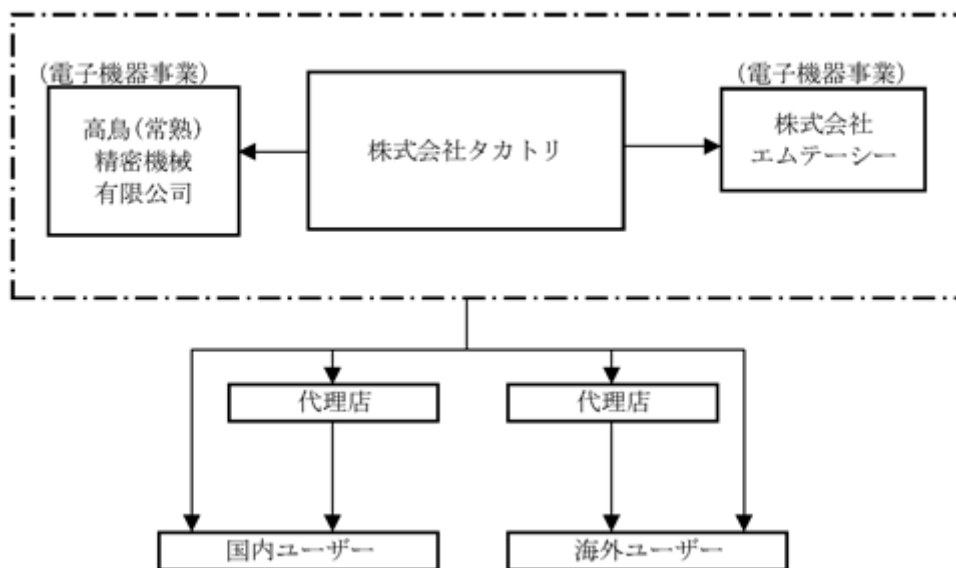 (電子機器事業)
高鳥(常熟)
精密機械
有限公司
株式会社タカトリ
(電子機器事業)
株式会社
エムテーシー
代理店
代理店
国内ユーザー
海外ユーザー